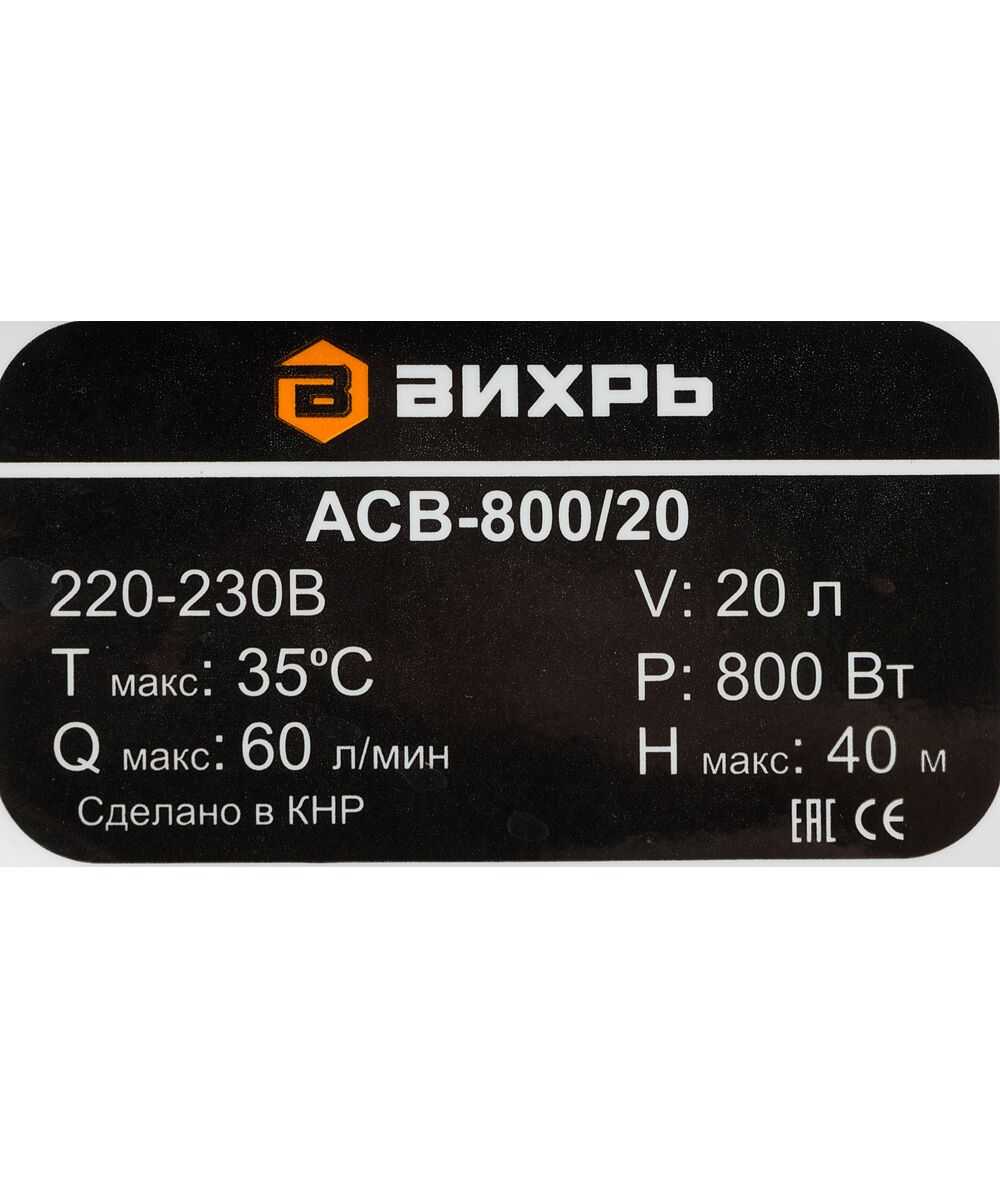 В ВИХРЬ
АСВ-800/20
220-230В
V: 20 л
T макс: 35ºC
P: 800 Вт
Q макс: 60 л/мин
H макс: 40 м
Сделано в КНР
EAC CE